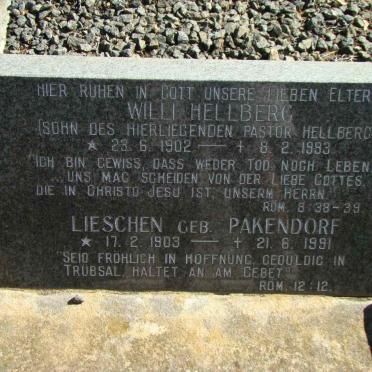 HIER RUHEN IN GOTT UNSERE LIEBEN ELTER
WILLI HELLBERG
(SOHN DES HIERLIEGENDEN PASTOR HELLBERG
* 23. 6. 1902 — + 8. 2. 1993
"ICH BIN GEWISS, DASS WEDER TOD NOCH LEBEN
...UNS MAG SCHEIDEN VON DER LIEBE GOTTES,
DIE IN CHRISTO JESU IST, UNSERM HERRN."
RÖM. 8:38-39.
LIESCHEN GEB. PAKENDORF
* 17. 2. 1903 — + 21. 6. 1991
"SEID FRÖHLICH IN HOFFNUNG, GEDULDIG IN
TRÜBSAL, HALTET AN AM GEBET"
RÖM. 12:12.